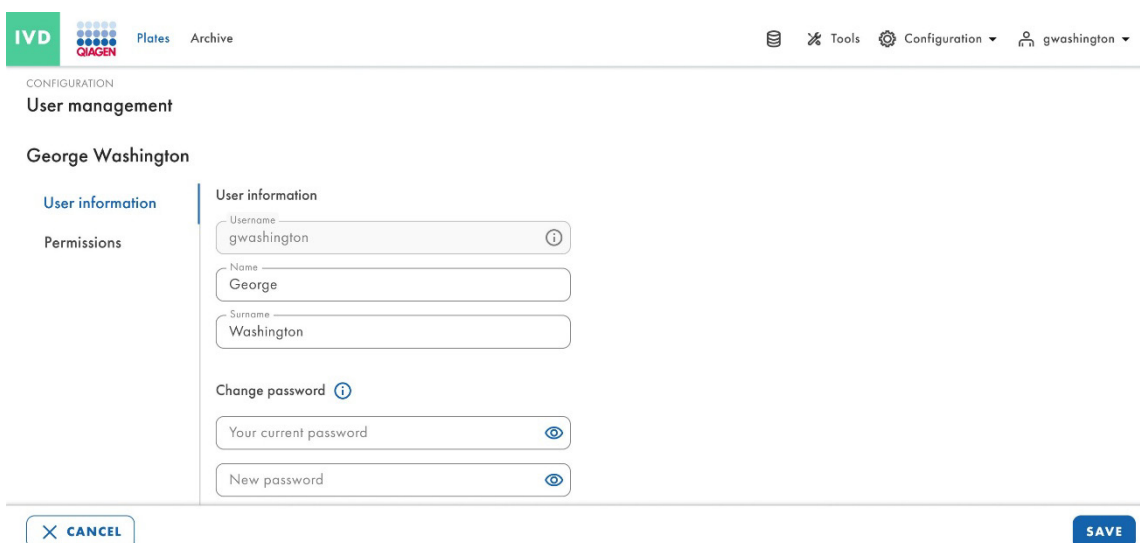 IVD
QIAGEN
Plates Archive Tools Configuration gwashington
CONFIGURATION
User management
George Washington
User information
Permissions
User information
Username
gwashington
Name
George
Surname
Washington
Change password
Your current password
New password
CANCEL
SAVE